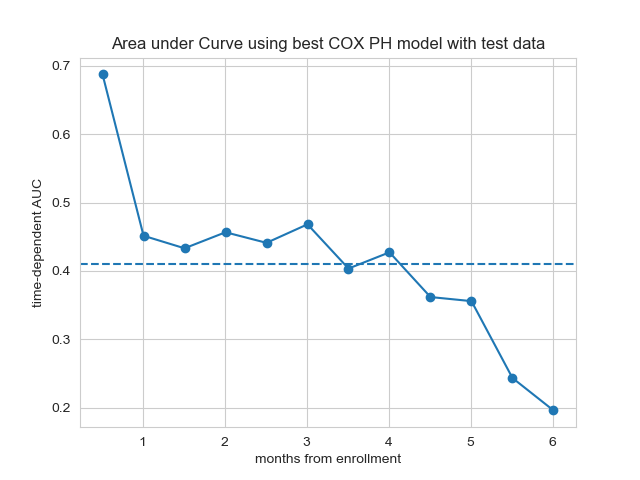 Area under Curve using best COX PH model with test data
0.7
0.6
0.5
0.4
0.3
0.2
time-dependent AUC
1 2 3 4 5 6
months from enrollment